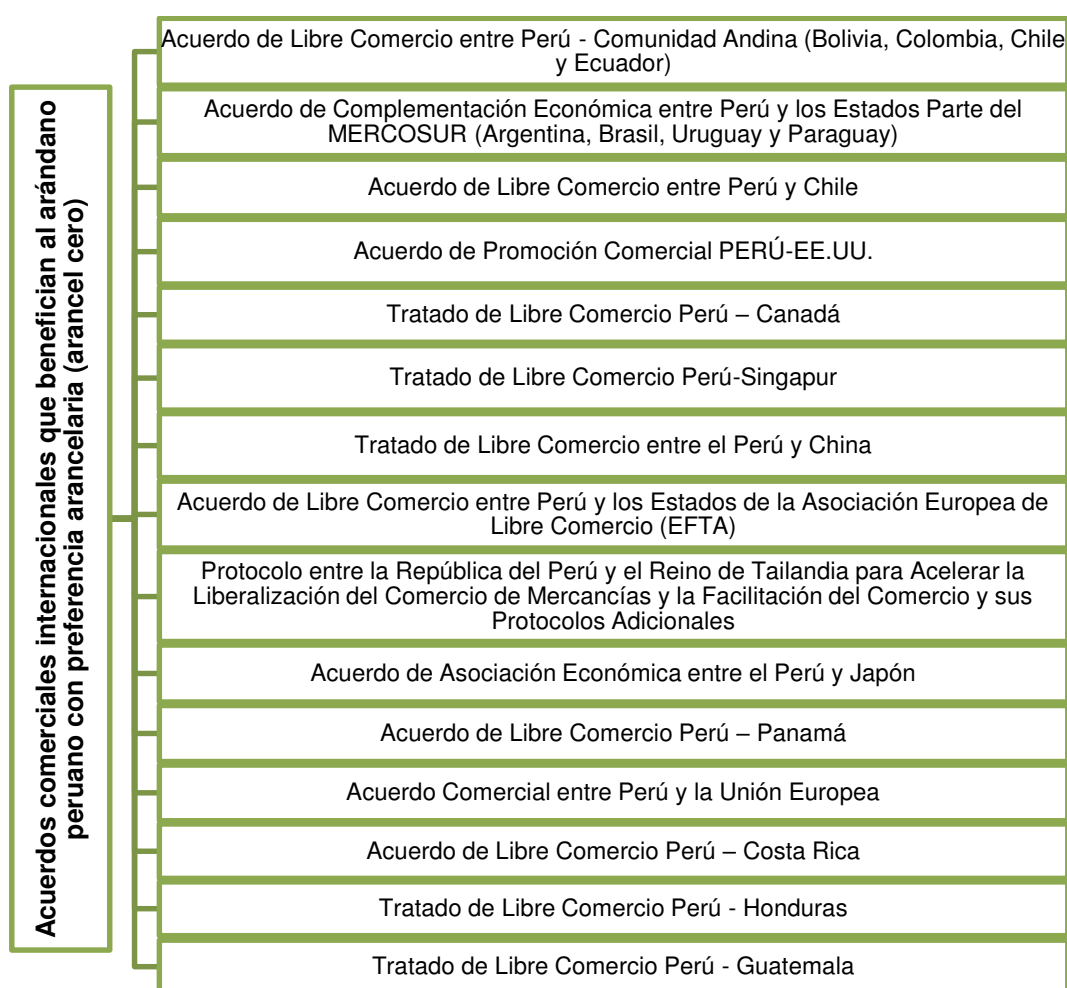 Acuerdos comerciales internacionales que benefician al arándano
peruano con preferencia arancelaria (arancel cero)
Acuerdo de Libre Comercio entre Perú - Comunidad Andina (Bolivia, Colombia, Chile
y Ecuador)
Acuerdo de Complementación Económica entre Perú y los Estados Parte del
MERCOSUR (Argentina, Brasil, Uruguay y Paraguay)
Acuerdo de Libre Comercio entre Perú y Chile
Acuerdo de Promoción Comercial PERÚ-EE.UU.
Tratado de Libre Comercio Perú – Canadá
Tratado de Libre Comercio Perú-Singapur
Tratado de Libre Comercio entre el Perú y China
Acuerdo de Libre Comercio entre Perú y los Estados de la Asociación Europea de
Libre Comercio (EFTA)
Protocolo entre la República del Perú y el Reino de Tailandia para Acelerar la
Liberalización del Comercio de Mercancías y la Facilitación del Comercio y sus
Protocolos Adicionales
Acuerdo de Asociación Económica entre el Perú y Japón
Acuerdo de Libre Comercio Perú – Panamá
Acuerdo Comercial entre Perú y la Unión Europea
Acuerdo de Libre Comercio Perú – Costa Rica
Tratado de Libre Comercio Perú - Honduras
Tratado de Libre Comercio Perú - Guatemala